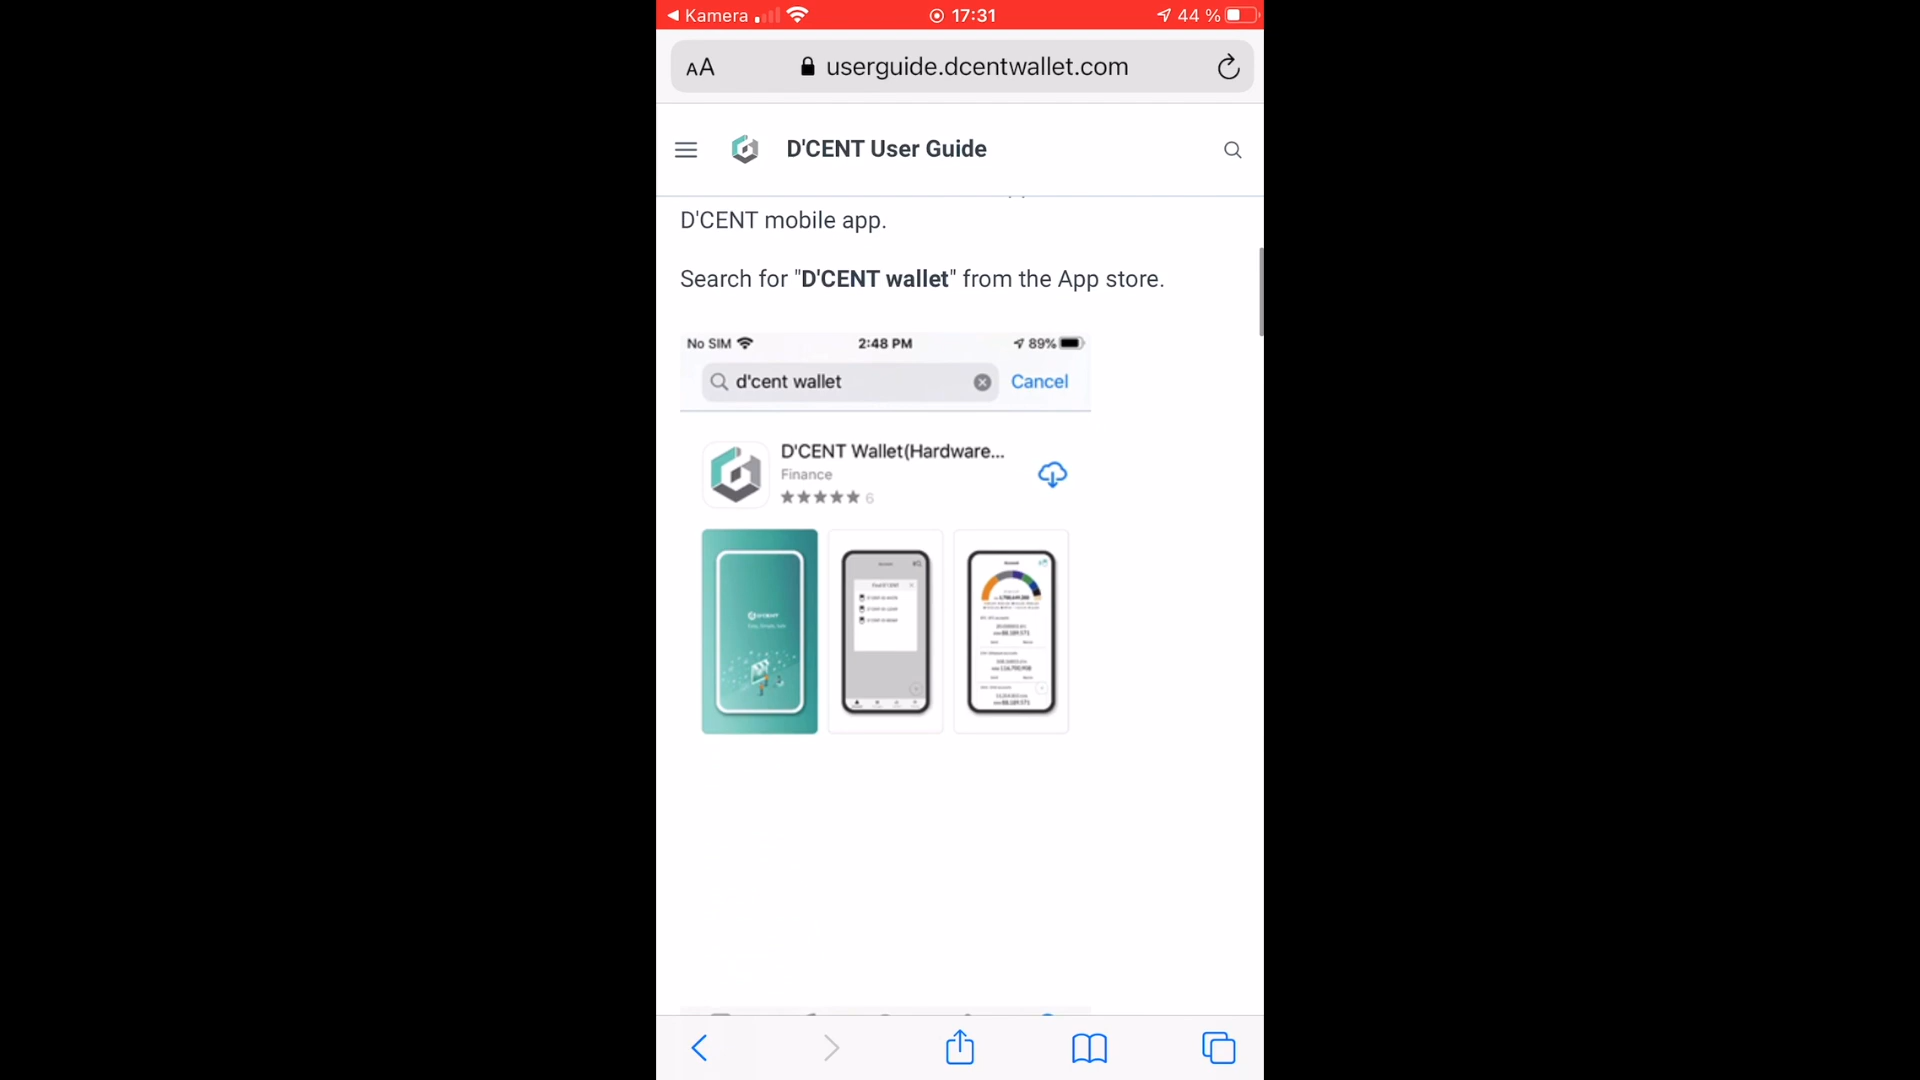 Kamera 17:31 44 %
AA userguide.dcentwallet.com
D'CENT User Guide
D'CENT mobile app.
Search for "D'CENT wallet" from the App store.
No SIM 2:48 PM 89%
d'cent wallet Cancel
D'CENT Wallet(Hardware...
Finance
★★★★★ 6
D'CENT